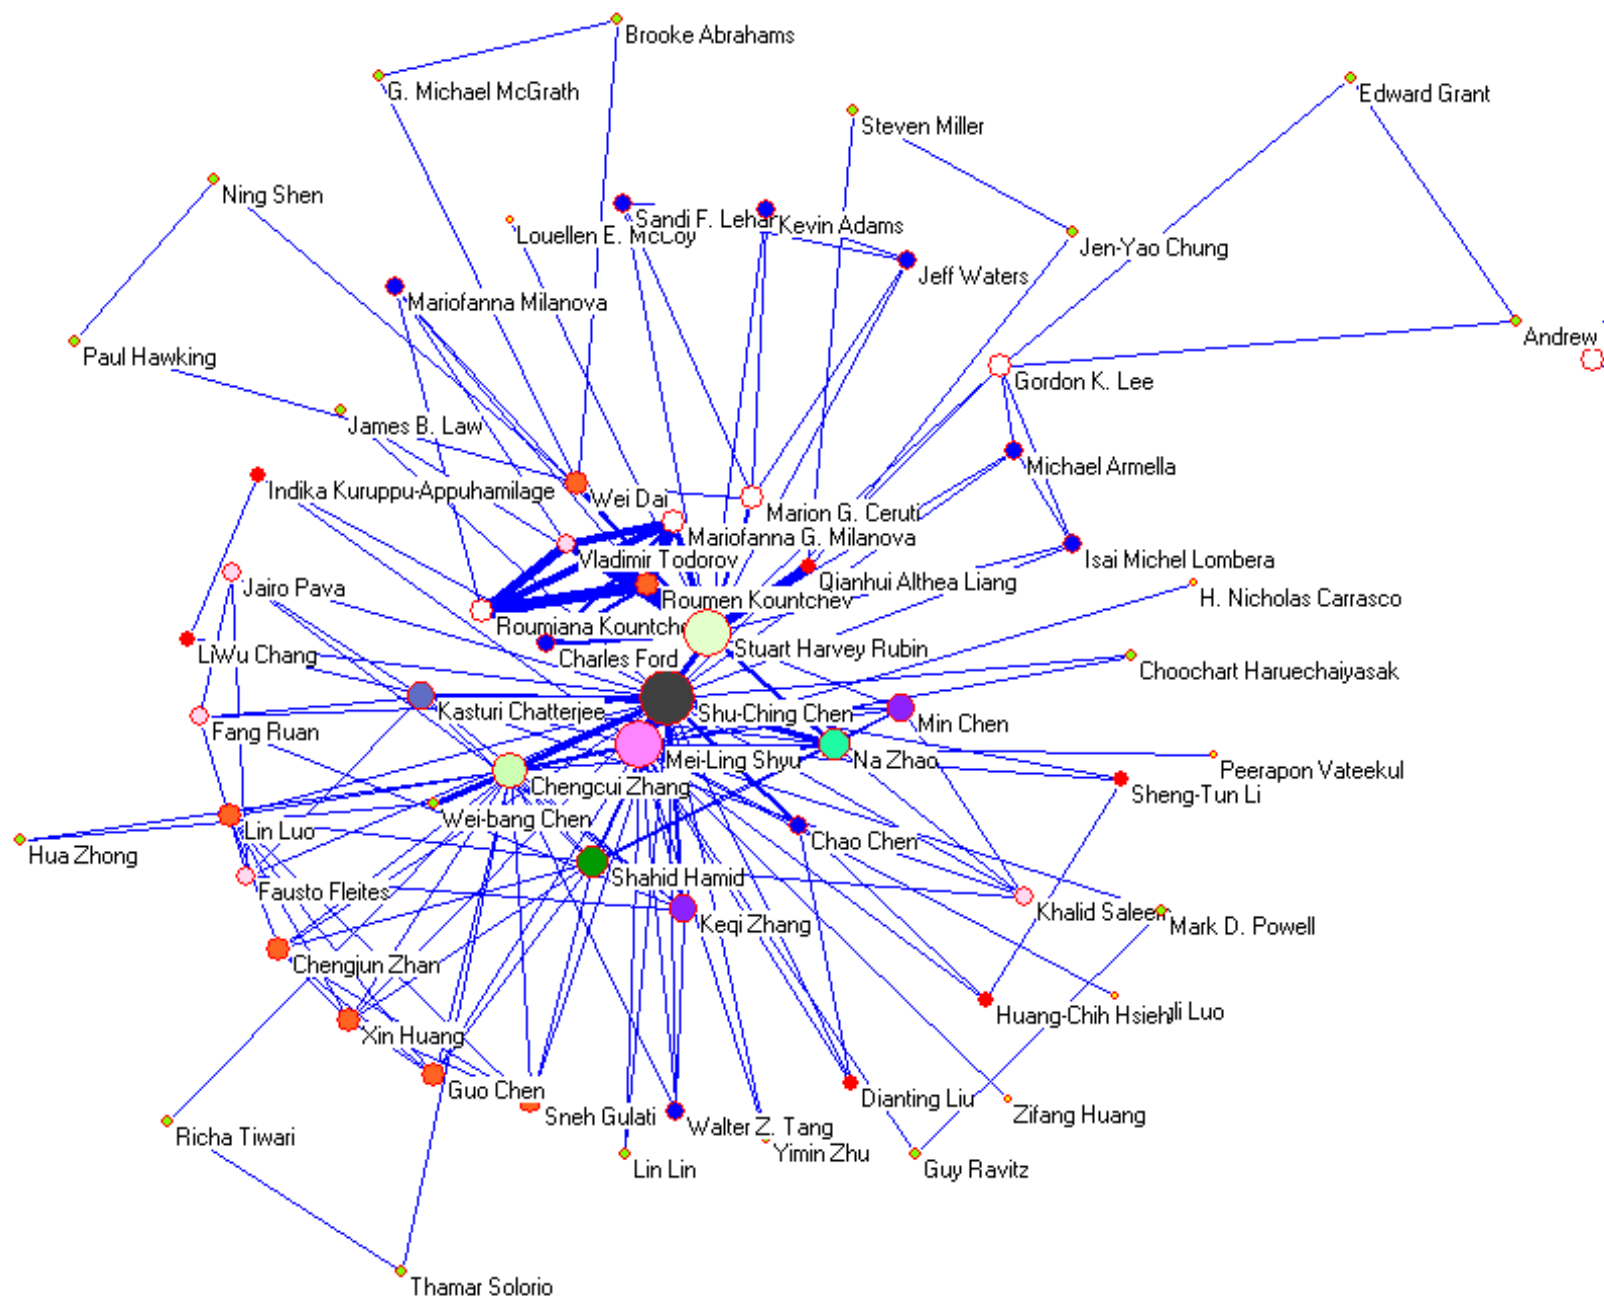 Brooke Abrahams
G. Michael McGrath
Edward Grant
Steven Miller
Ning Shen
Sandi F. Lehar
Kevin Adams
Louellen E. McCoy
Jen-Yao Chung
Jeff Waters
Mariofanna Milanova
Andrew
Paul Hawking
Gordon K. Lee
James B. Law
Michael Armella
Indika Kuruppu-Appuhamilage
Wei Dai
Marion G. Ceruti
Mariofanna G. Milanova
Vladimir Todorov
Isai Michel Lombera
Qianhui Althea Liang
Jairo Pava
Roumen Kountchev
H. Nicholas Carrasco
Roumiana Kountche
Stuart Harvey Rubin
LiWu Chang
Charles Ford
Choochart Haruechaiyasak
Kasturi Chatterjee
Shu-Ching Chen
Min Chen
Fang Ruan
Mei-Ling Shyu
Na Zhao
Peerapon Vateekul
Chengcui Zhang
Sheng-Tun Li
Wei-bang Chen
Lin Luo
Chao Chen
Hua Zhong
Shahid Hamid
Fausto Fleites
Khalid Saleem
Mark D. Powell
Keqi Zhang
Chengjun Zhan
Huang-Chih Hsieh
ili Luo
Xin Huang
Guo Chen
Dianting Liu
Zifang Huang
Sneh Gulati
Walter Z. Tang
Richa Tiwari
Yimin Zhu
Lin Lin
Guy Ravitz
Thamar Solorio